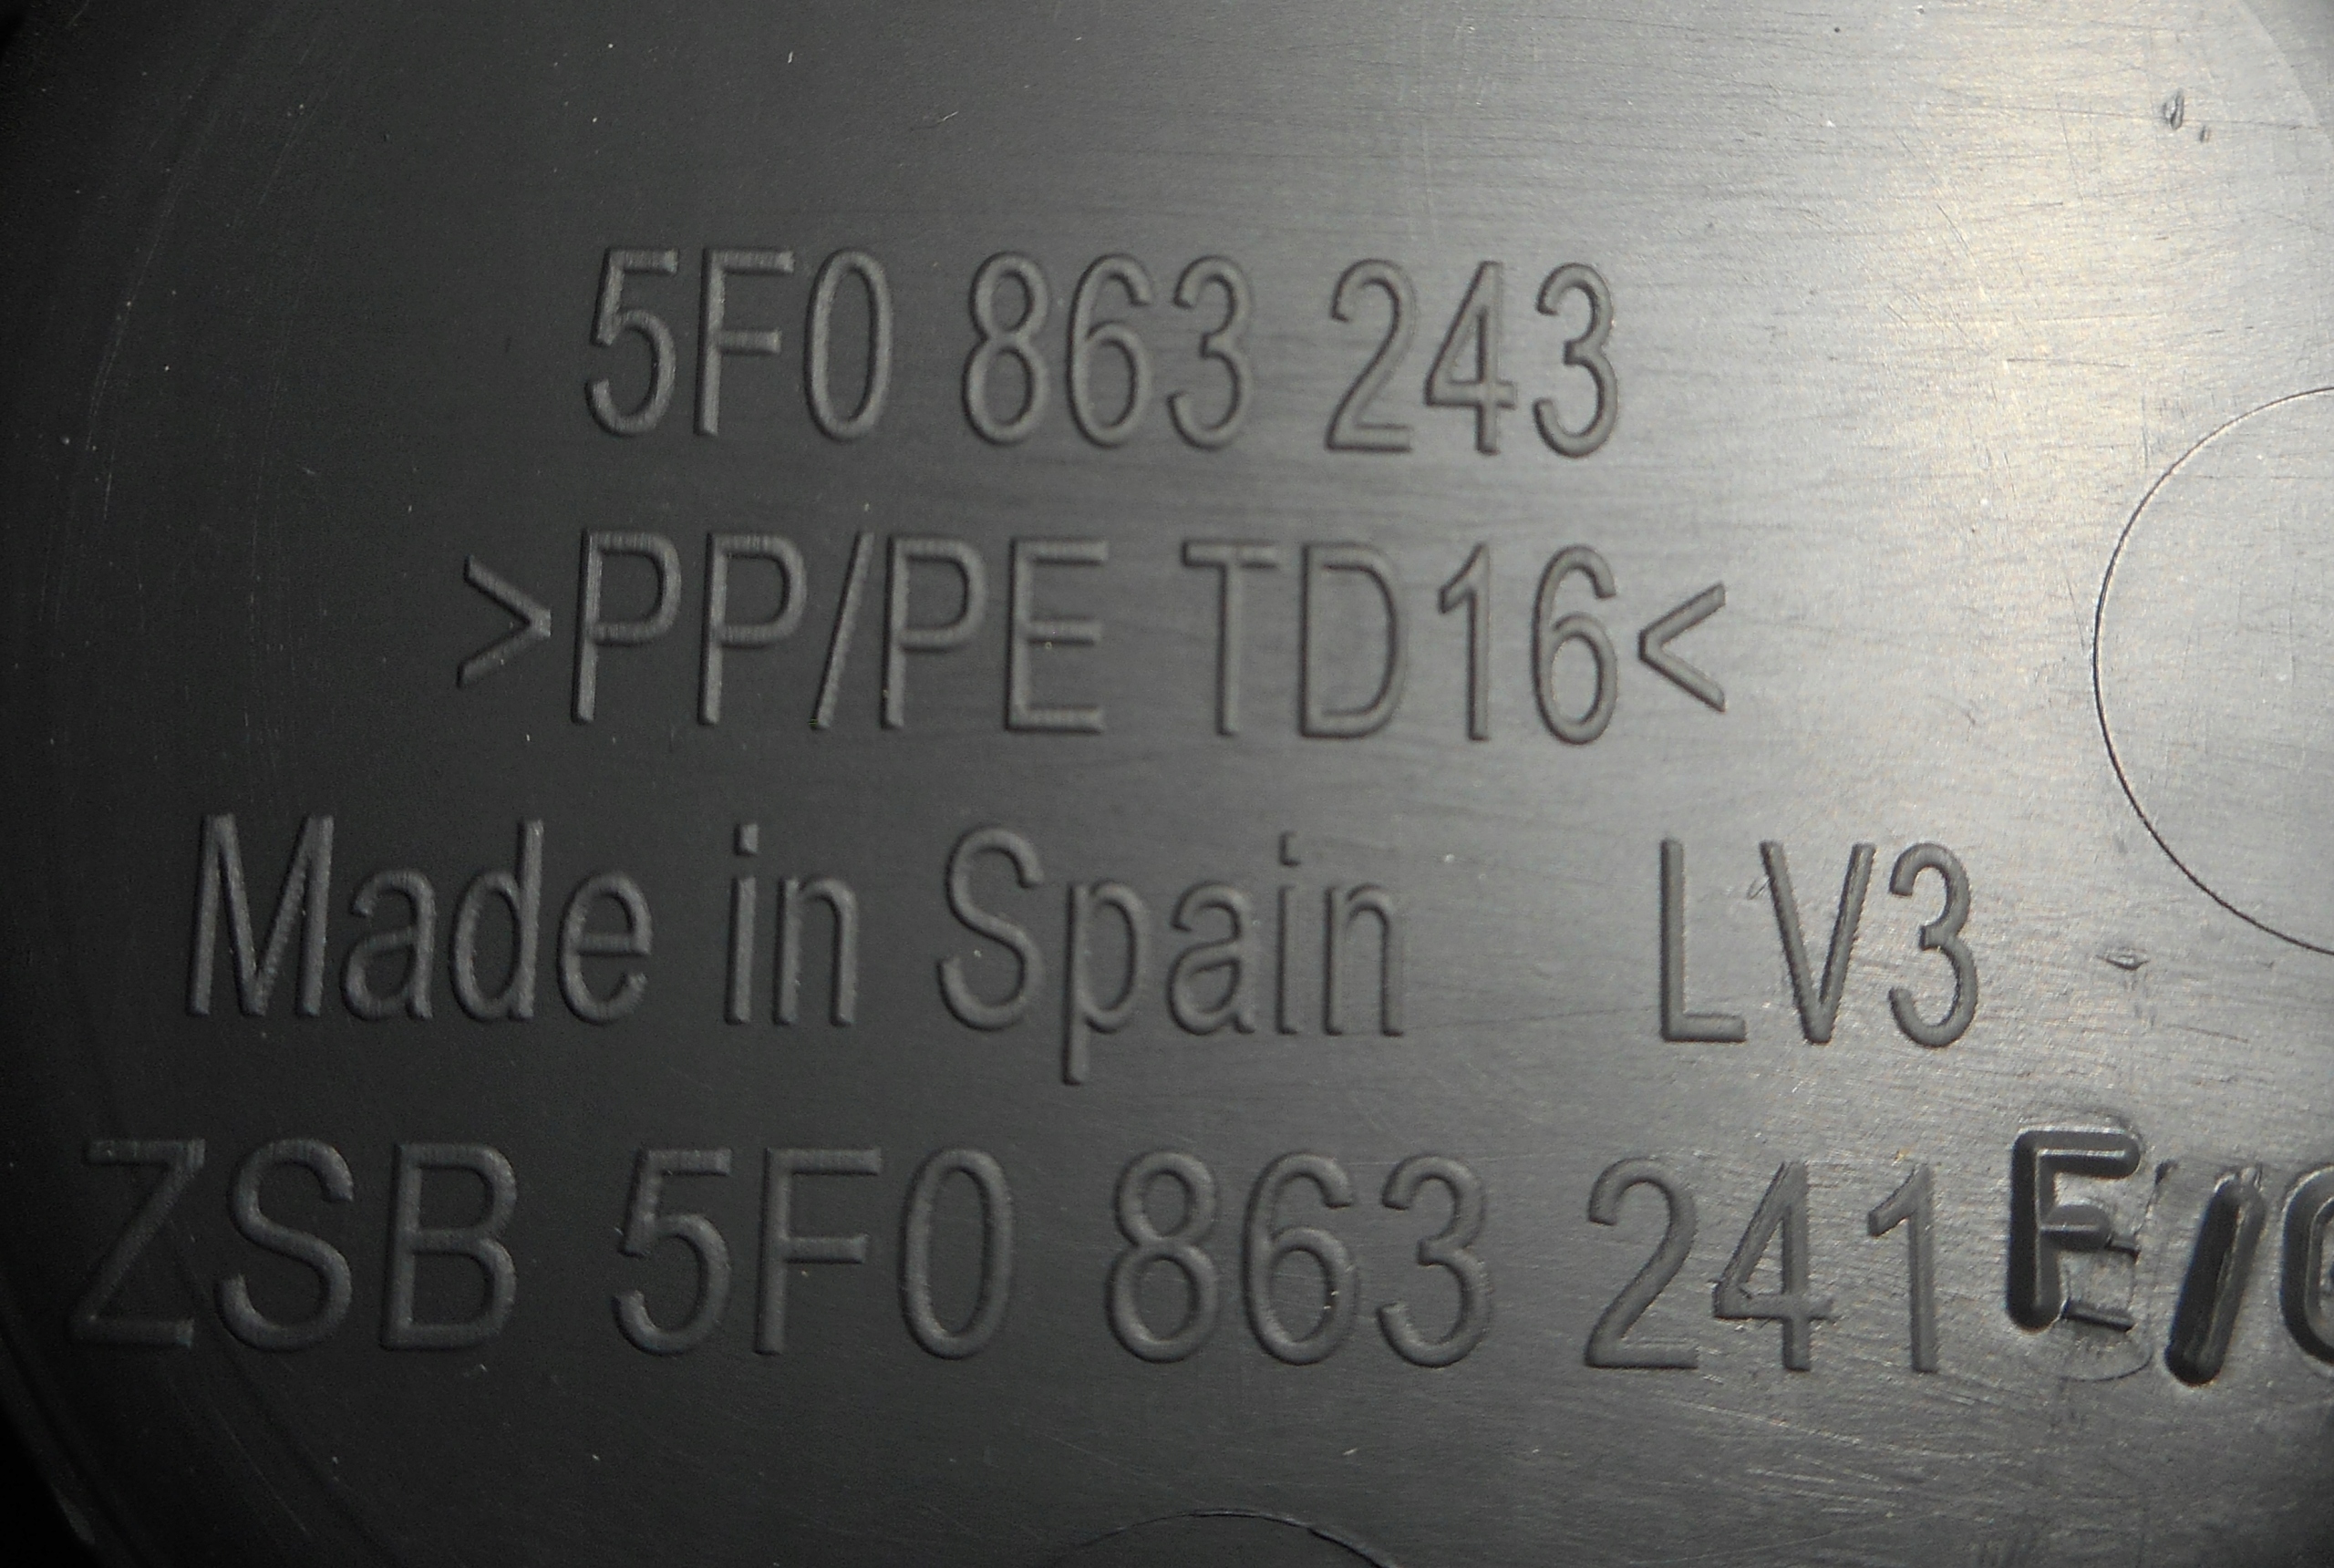 5F0 863 243
>PP/PE TD16<
Made in Spain LV3
ZSB 5F0 863 241